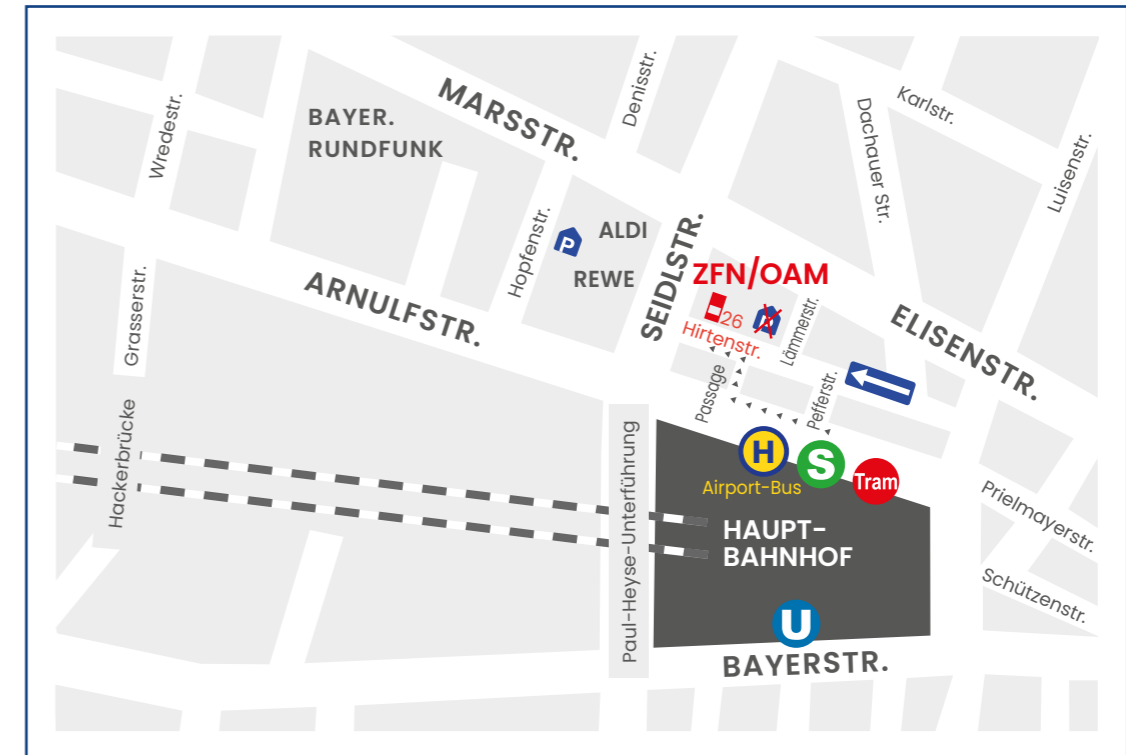 MARSSTR.
Denisstr.
Karlstr.
Wredestr.
BAYER.
RUNDFUNK
Dachauer Str.
Luisenstr.
Hopfenstr.
P
ALDI
REWE
SEIDLSTR.
ZFN/OAM
26
Hirtenstr.
Lämmerstr.
ELISENSTR.
Grasserstr.
ARNULFSTR.
Passage
Pefferstr.
Hackerbrücke
Paul-Heyse-Unterführung
H
S
Tram
Airport-Bus
HAUPT-
BAHNHOF
Prielmayerstr.
Schützenstr.
U
BAYERSTR.